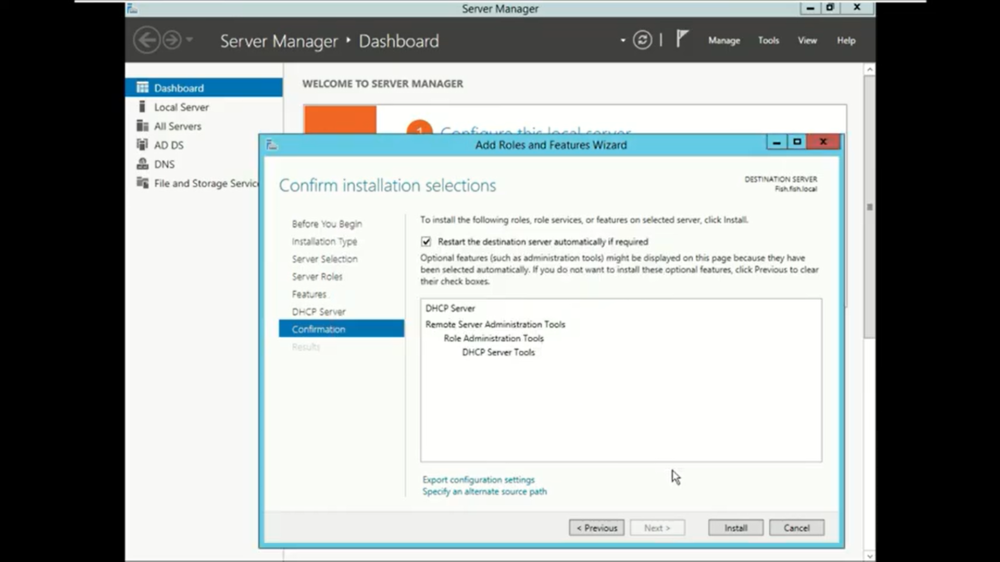 Server Manager
Server Manager
Dashboard
Manage
Tools
View
Help
Dashboard
Local Server
All Servers
AD DS
DNS
File and Storage Servic
WELCOME TO SERVER MANAGER
1
Configure this local server
Add Roles and Features Wizard
Confirm installation selections
DESTINATION SERVER
Fish.fish.local
Before You Begin
Installation Type
Server Selection
Server Roles
Features
DHCP Server
Confirmation
Results
To install the following roles, role services, or features on selected server, click Install.
Restart the destination server automatically if required
Optional features (such as administration tools) might be displayed on this page because they have
been selected automatically. If you do not want to install these optional features, click Previous to clear
their check boxes.
DHCP Server
Remote Server Administration Tools
Role Administration Tools
DHCP Server Tools
Export configuration settings
Specify an alternate source path
< Previous
Next >
Install
Cancel